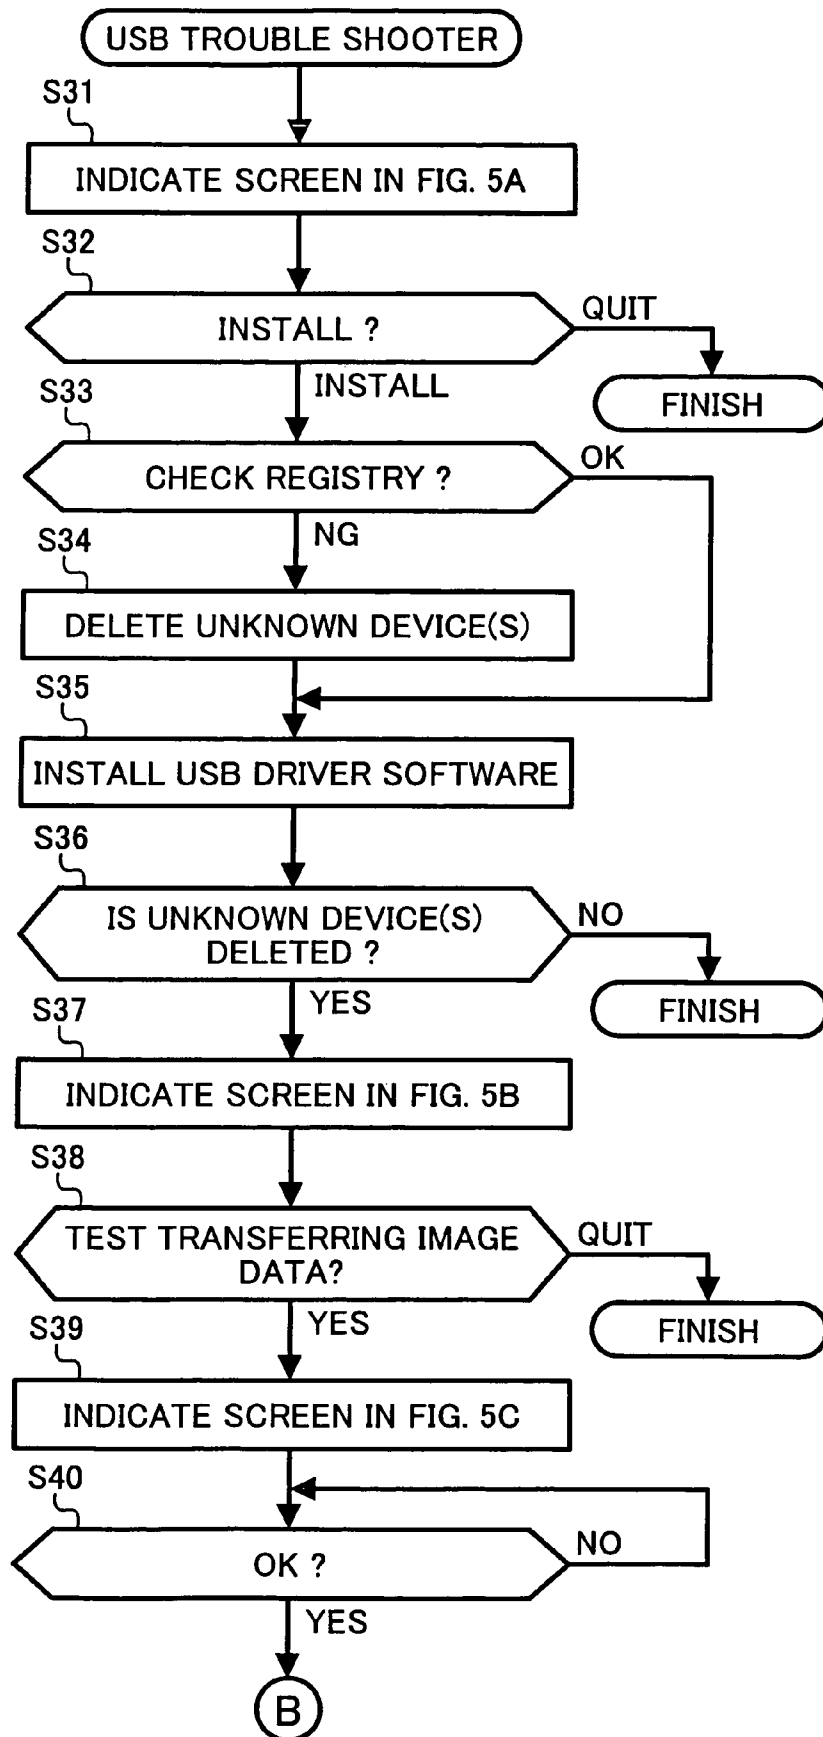 USB TROUBLE SHOOTER
S31
INDICATE SCREEN IN FIG. 5A
S32
INSTALL ?
QUIT
FINISH
INSTALL
S33
CHECK REGISTRY ?
OK
NG
S34
DELETE UNKNOWN DEVICE(S)
S35
INSTALL USB DRIVER SOFTWARE
S36
IS UNKNOWN DEVICE(S)
DELETED ?
NO
FINISH
YES
S37
INDICATE SCREEN IN FIG. 5B
S38
TEST TRANSFERRING IMAGE
DATA?
QUIT
FINISH
YES
S39
INDICATE SCREEN IN FIG. 5C
S40
OK ?
NO
YES
B